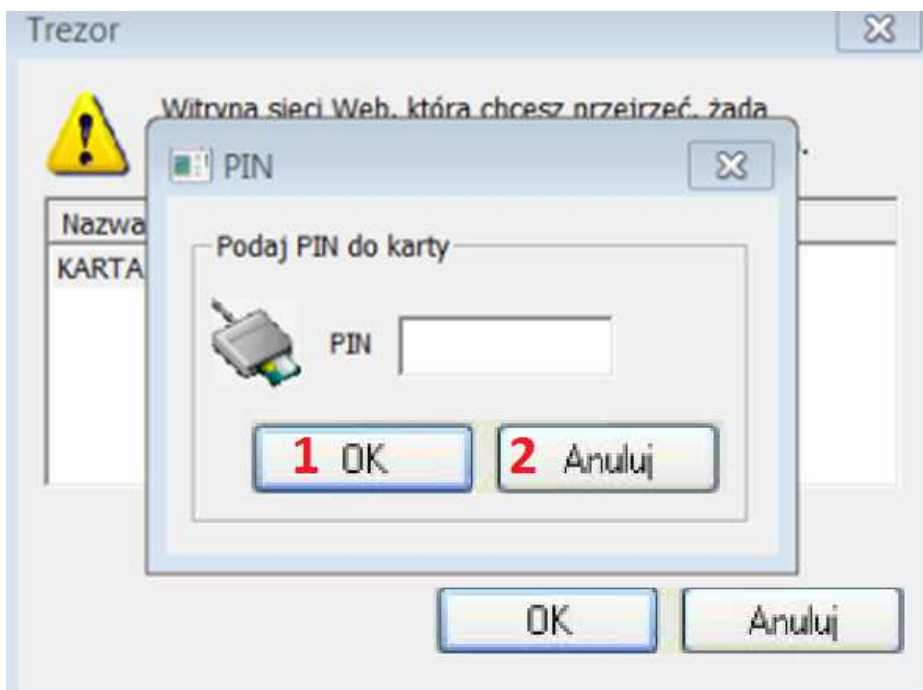 Trezor
Witryna sieci Web, którą chcesz przejrzeć, żąda
PIN
Nazwa
KARTA
Podaj PIN do karty
PIN
1 OK
2 Anuluj
OK
Anuluj